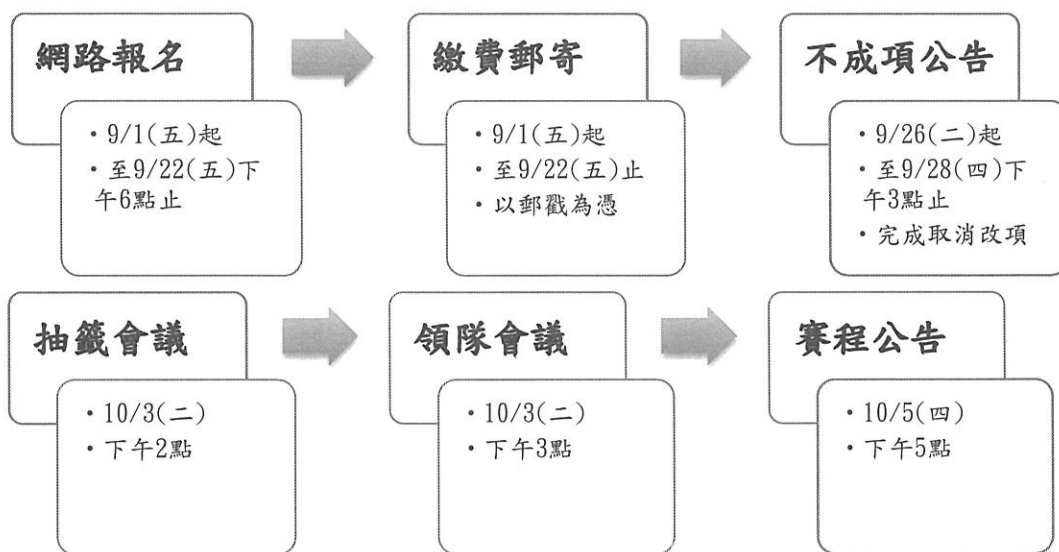 網路報名
• 9/1(五)起
• 至9/22(五)下
午6點止
繳費郵寄
• 9/1(五)起
• 至9/22(五)止
• 以郵戳為憑
不成項公告
• 9/26(二)起
• 至9/28(四)下
午3點止
• 完成取消改項
抽籤會議
• 10/3(二)
• 下午2點
領隊會議
• 10/3(二)
• 下午3點
賽程公告
• 10/5(四)
• 下午5點